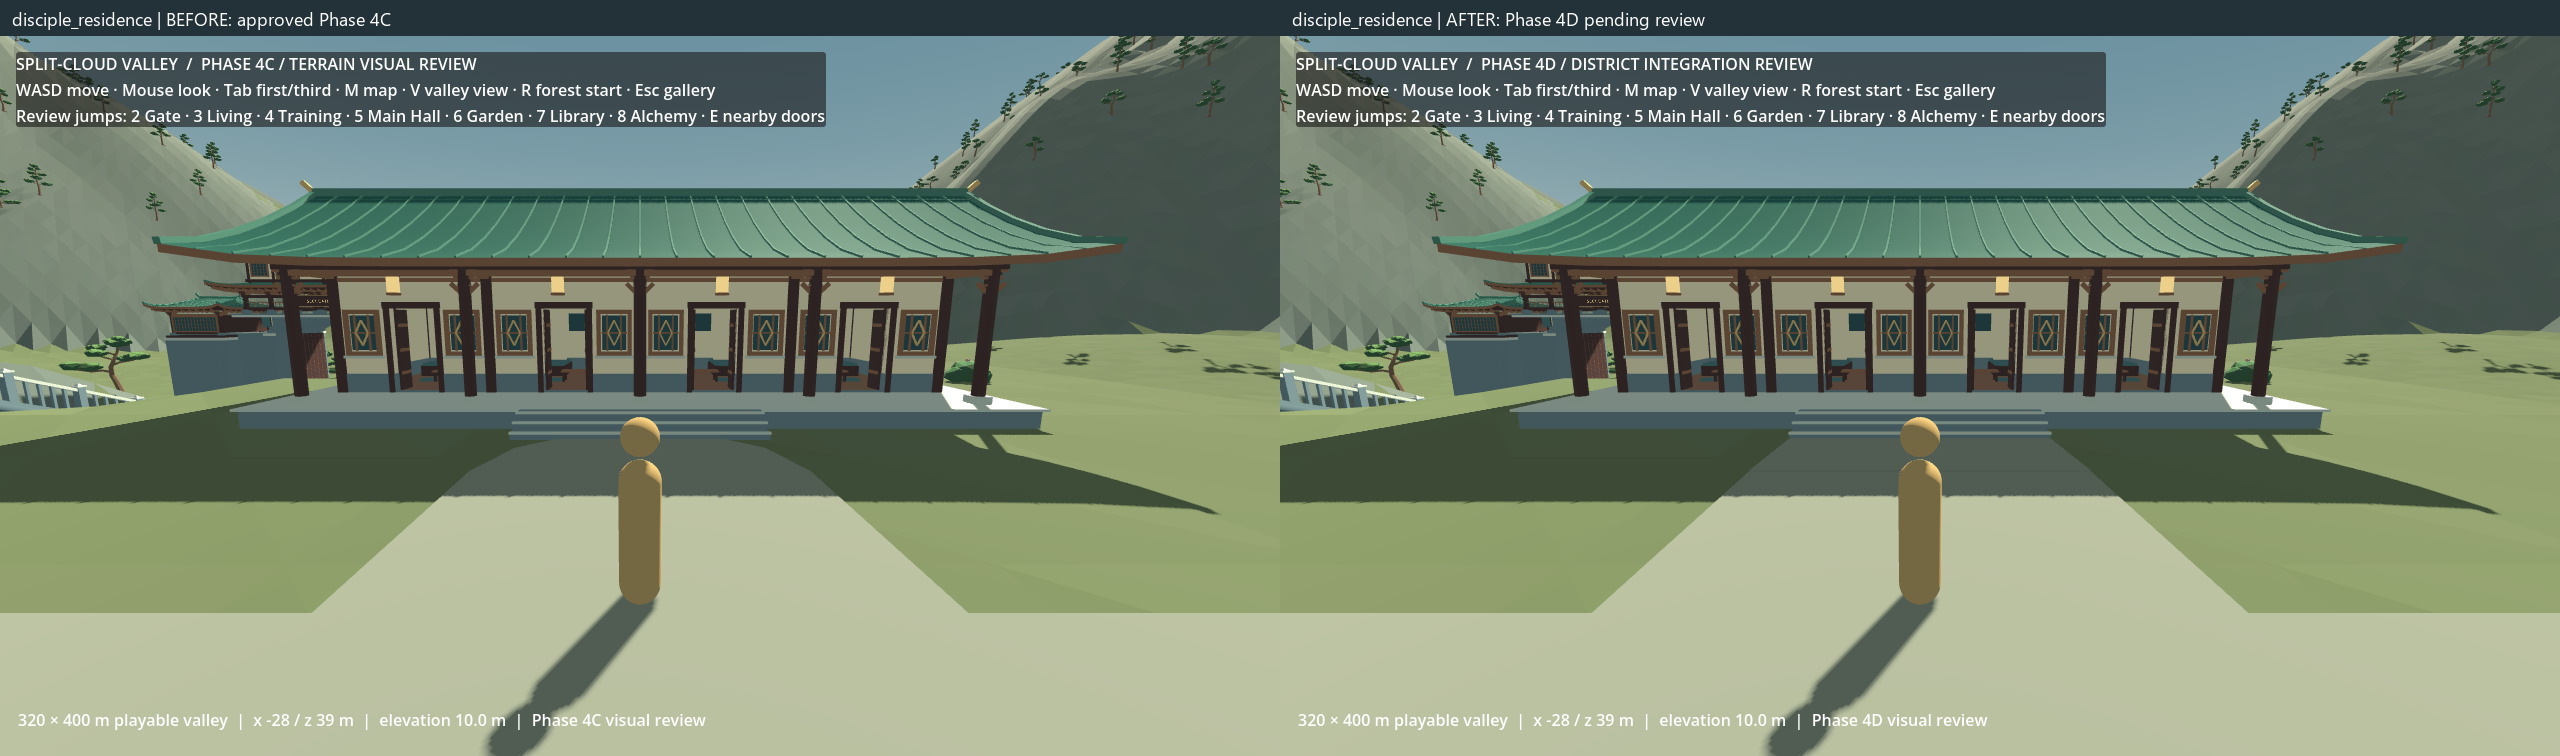 disciple_residence | BEFORE: approved Phase 4C
SPLIT-CLOUD VALLEY / PHASE 4C / TERRAIN VISUAL REVIEW
WASD move · Mouse look · Tab first/third · M map · V valley view · R forest start · Esc gallery
Review jumps: 2 Gate · 3 Living · 4 Training · 5 Main Hall · 6 Garden · 7 Library · 8 Alchemy · E nearby doors
320 × 400 m playable valley | x -28 / z 39 m | elevation 10.0 m | Phase 4C visual review
disciple_residence | AFTER: Phase 4D pending review
SPLIT-CLOUD VALLEY / PHASE 4D / DISTRICT INTEGRATION REVIEW
WASD move · Mouse look · Tab first/third · M map · V valley view · R forest start · Esc gallery
Review jumps: 2 Gate · 3 Living · 4 Training · 5 Main Hall · 6 Garden · 7 Library · 8 Alchemy · E nearby doors
320 × 400 m playable valley | x -28 / z 39 m | elevation 10.0 m | Phase 4D visual review